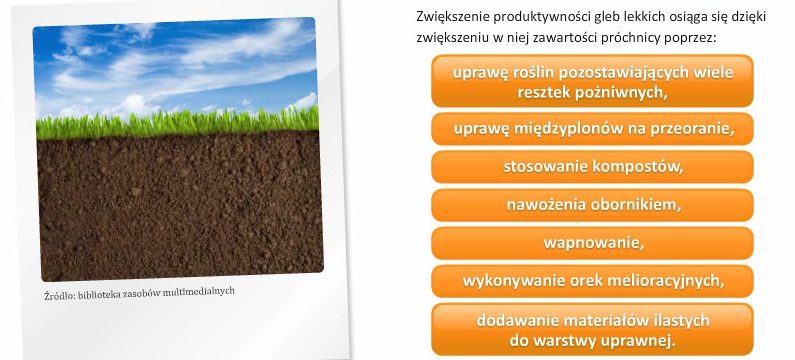 Zwiększenie produktywności gleb lekkich osiąga się dzięki
zwiększeniu w niej zawartości próchnicy poprzez:
uprawę roślin pozostawiających wiele
resztek pożniwnych,
uprawę międzyplonów na przeoranie,
stosowanie kompostów,
nawożenia obornikiem,
wapnowanie,
wykonywanie orek melioracyjnych,
dodawanie materiałów ilastych
do warstwy uprawnej.
Źródło: biblioteka zasobów multimedialnych